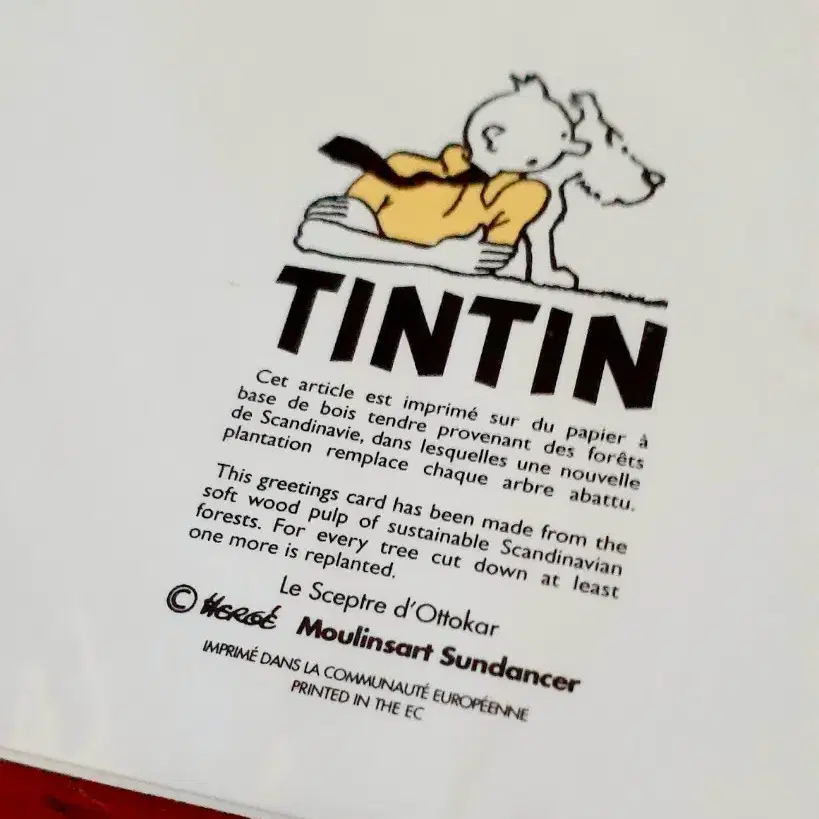 TINTIN
Cet article est imprimé sur du papier à
base de bois tendre provenant des forêts
de Scandinavie, dans lesquelles une nouvelle
plantation remplace chaque arbre abattu.
This greetings card has been made from the
soft wood pulp of sustainable Scandinavian
forests. For every tree cut down at least
one more is replanted.
Le Sceptre d'Ottokar
© HERGÉ Moulinsart Sundancer
IMPRIMÉ DANS LA COMMUNAUTÉ EUROPÉENNE
PRINTED IN THE EC